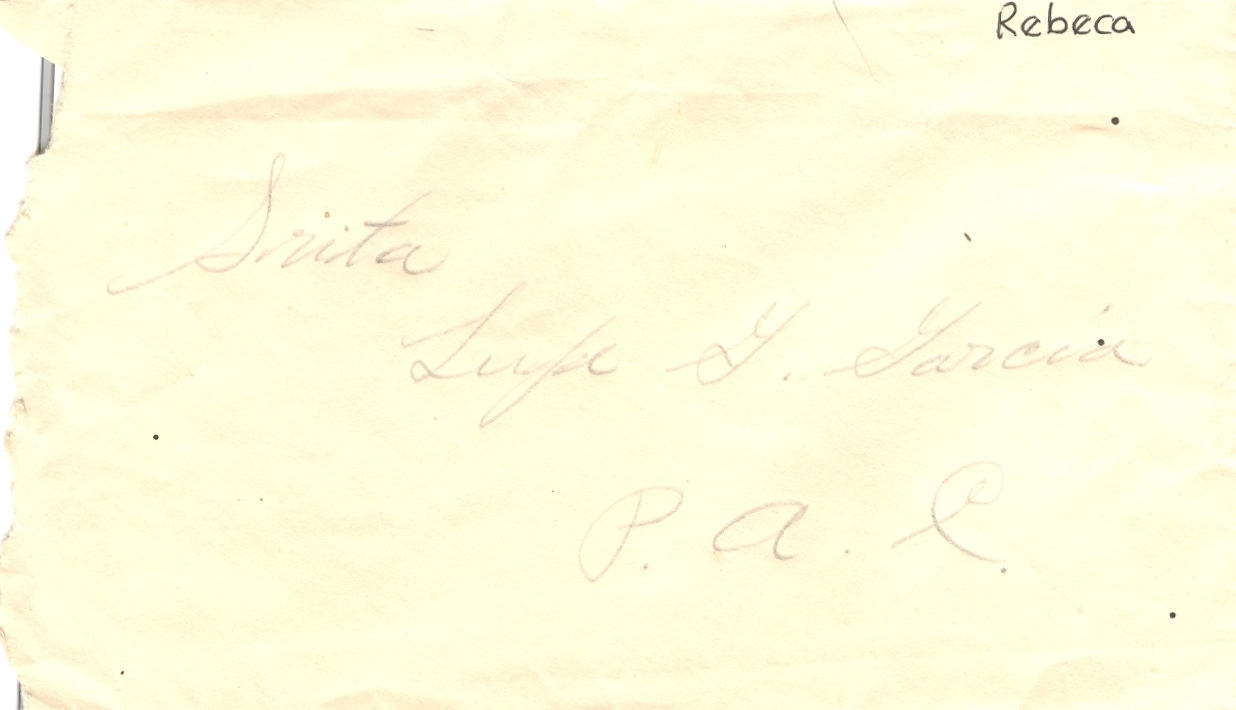 Rebeca
Srita
Lupe G. Garcia
P. A. C.